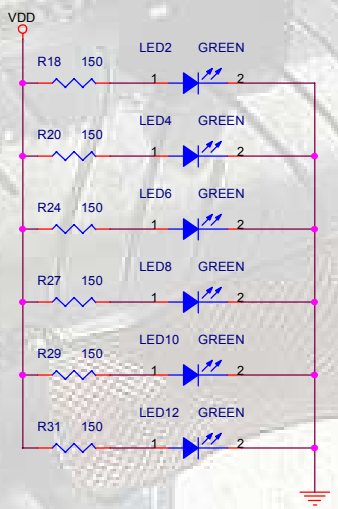 VDD
LED2 GREEN
R18 150
1 2
LED4 GREEN
R20 150
1 2
LED6 GREEN
R24 150
1 2
LED8 GREEN
R27 150
1 2
LED10 GREEN
R29 150
1 2
LED12 GREEN
R31 150
1 2